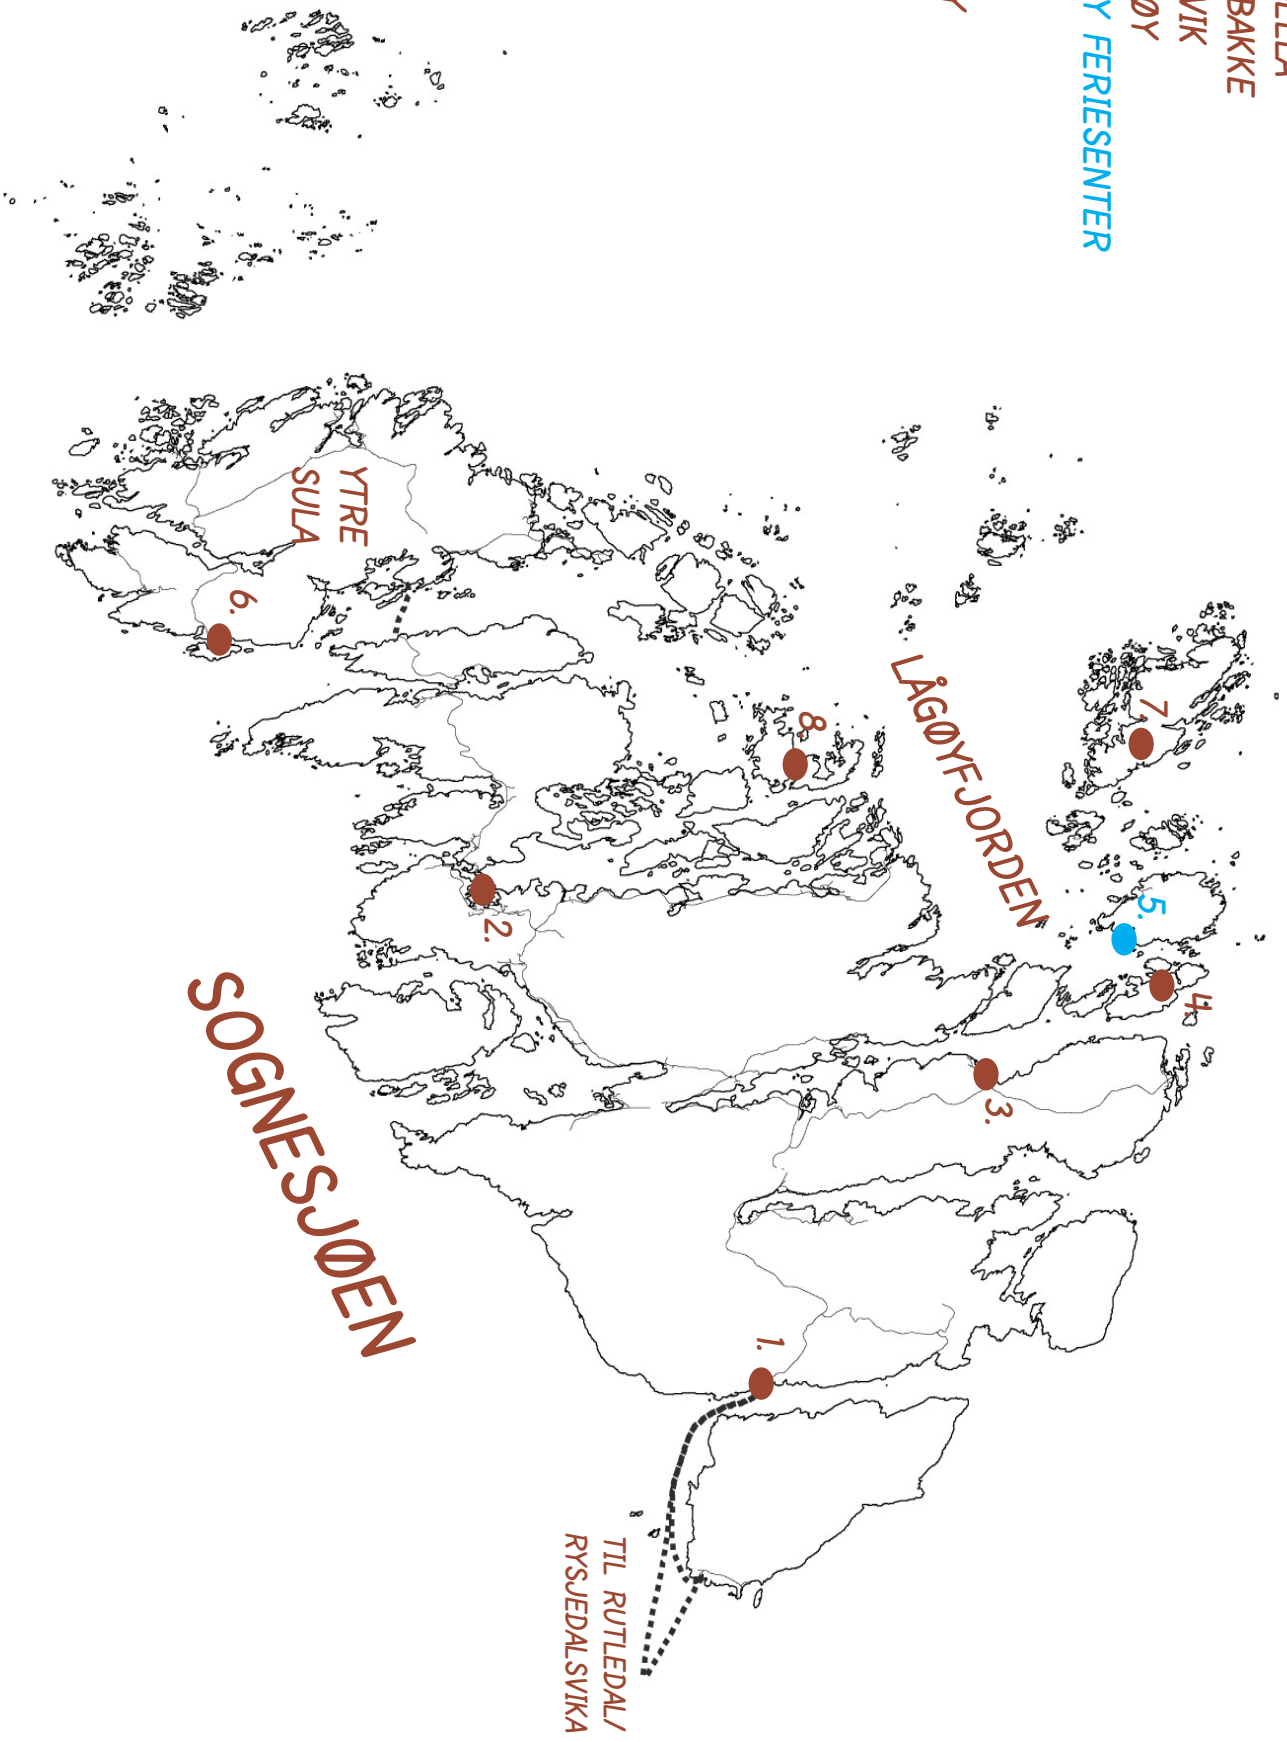 BAKKE
VIK
ØY
Y FERIESENTER
Y
4.
7.
5.
3.
LÅGØYFJORDEN
8.
1.
TIL RUTLEDAL/
RYSJEDALSVIKA
2.
YTRE
SULA
6.
SOGNESJØEN